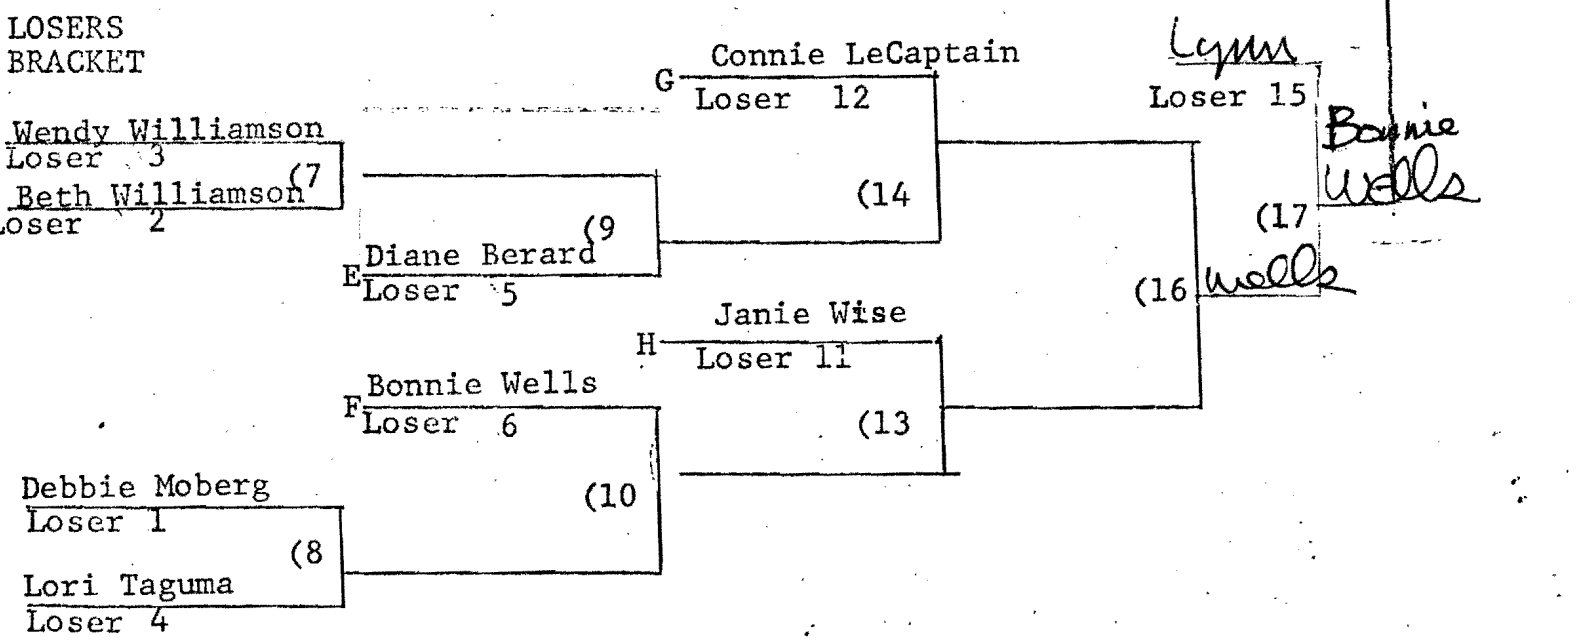 LOSERS
BRACKET
Connie LeCaptain
G
Loser 12
Lynn
Loser 15
Wendy Williamson
Loser 3
(7
Beth Williamson
Loser 2
(14
Bonnie
Wells
(17
(9
Diane Berard
E
Loser 5
(16
Wells
Janie Wise
H
Loser 11
Bonnie Wells
F
Loser 6
(13
Debbie Moberg
Loser 1
(10
(8
Lori Taguma
Loser 4